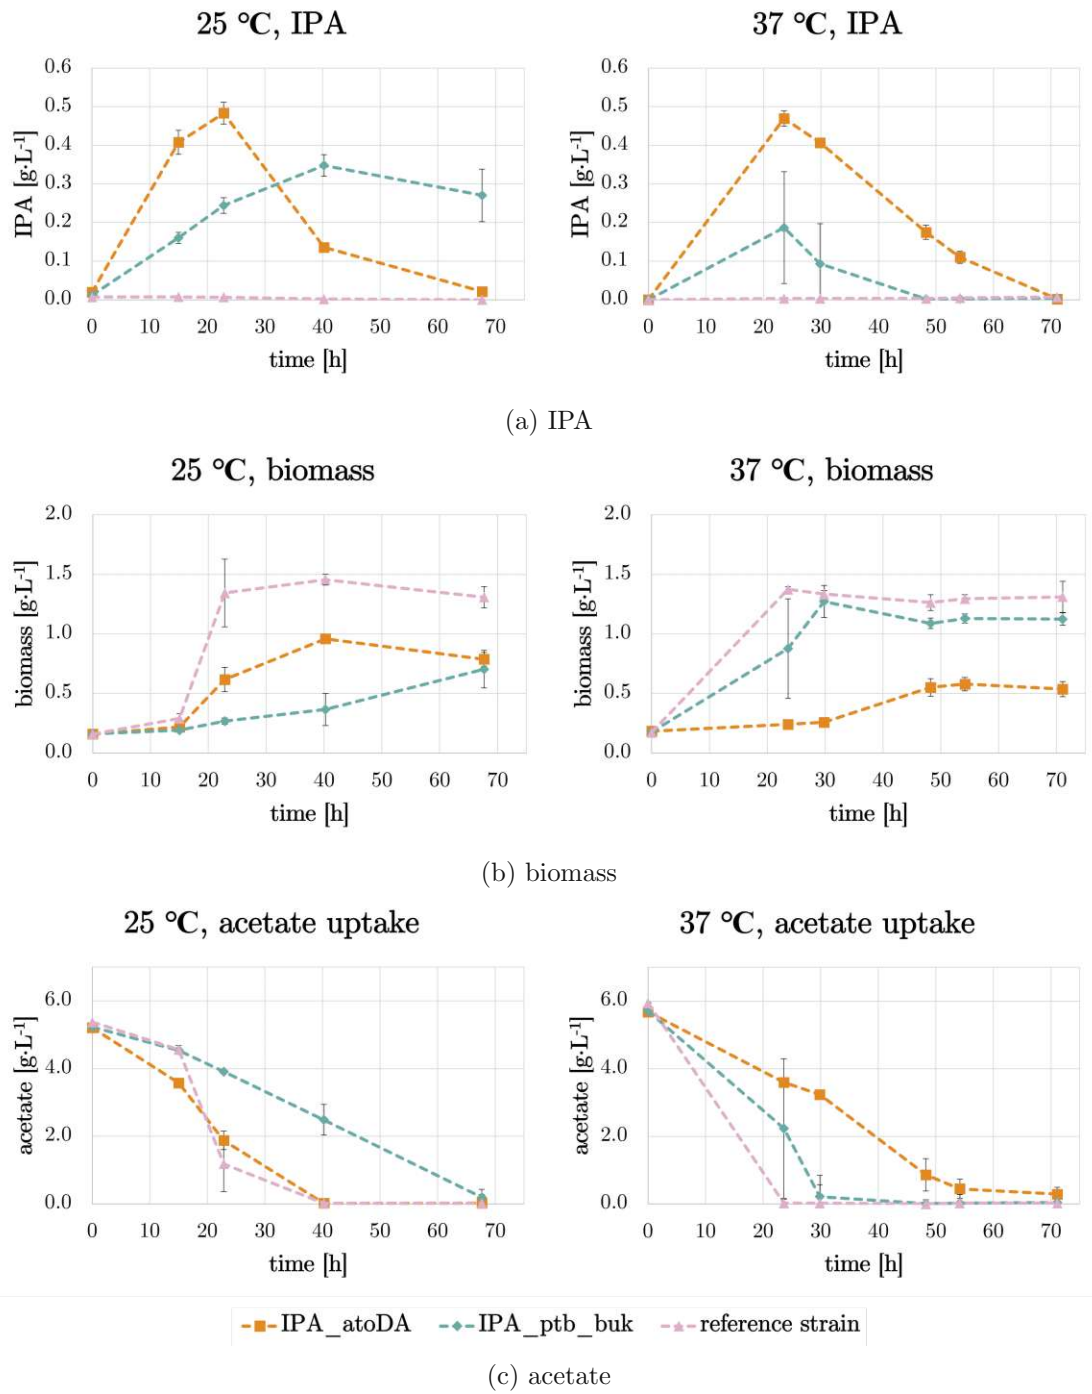 25 °C, IPA
37 °C, IPA
IPA [g·L⁻¹]
0.6
0.5
0.4
0.3
0.2
0.1
0.0
0 10 20 30 40 50 60 70
time [h]
IPA [g·L⁻¹]
0.6
0.5
0.4
0.3
0.2
0.1
0.0
0 10 20 30 40 50 60 70
time [h]
(a) IPA
25 °C, biomass
37 °C, biomass
biomass [g·L⁻¹]
2.0
1.5
1.0
0.5
0.0
0 10 20 30 40 50 60 70
time [h]
biomass [g·L⁻¹]
2.0
1.5
1.0
0.5
0.0
0 10 20 30 40 50 60 70
time [h]
(b) biomass
25 °C, acetate uptake
37 °C, acetate uptake
acetate [g·L⁻¹]
6.0
4.0
2.0
0.0
0 10 20 30 40 50 60 70
time [h]
acetate [g·L⁻¹]
6.0
4.0
2.0
0.0
0 10 20 30 40 50 60 70
time [h]
IPA_atoDA IPA_ptb_buk reference strain
(c) acetate